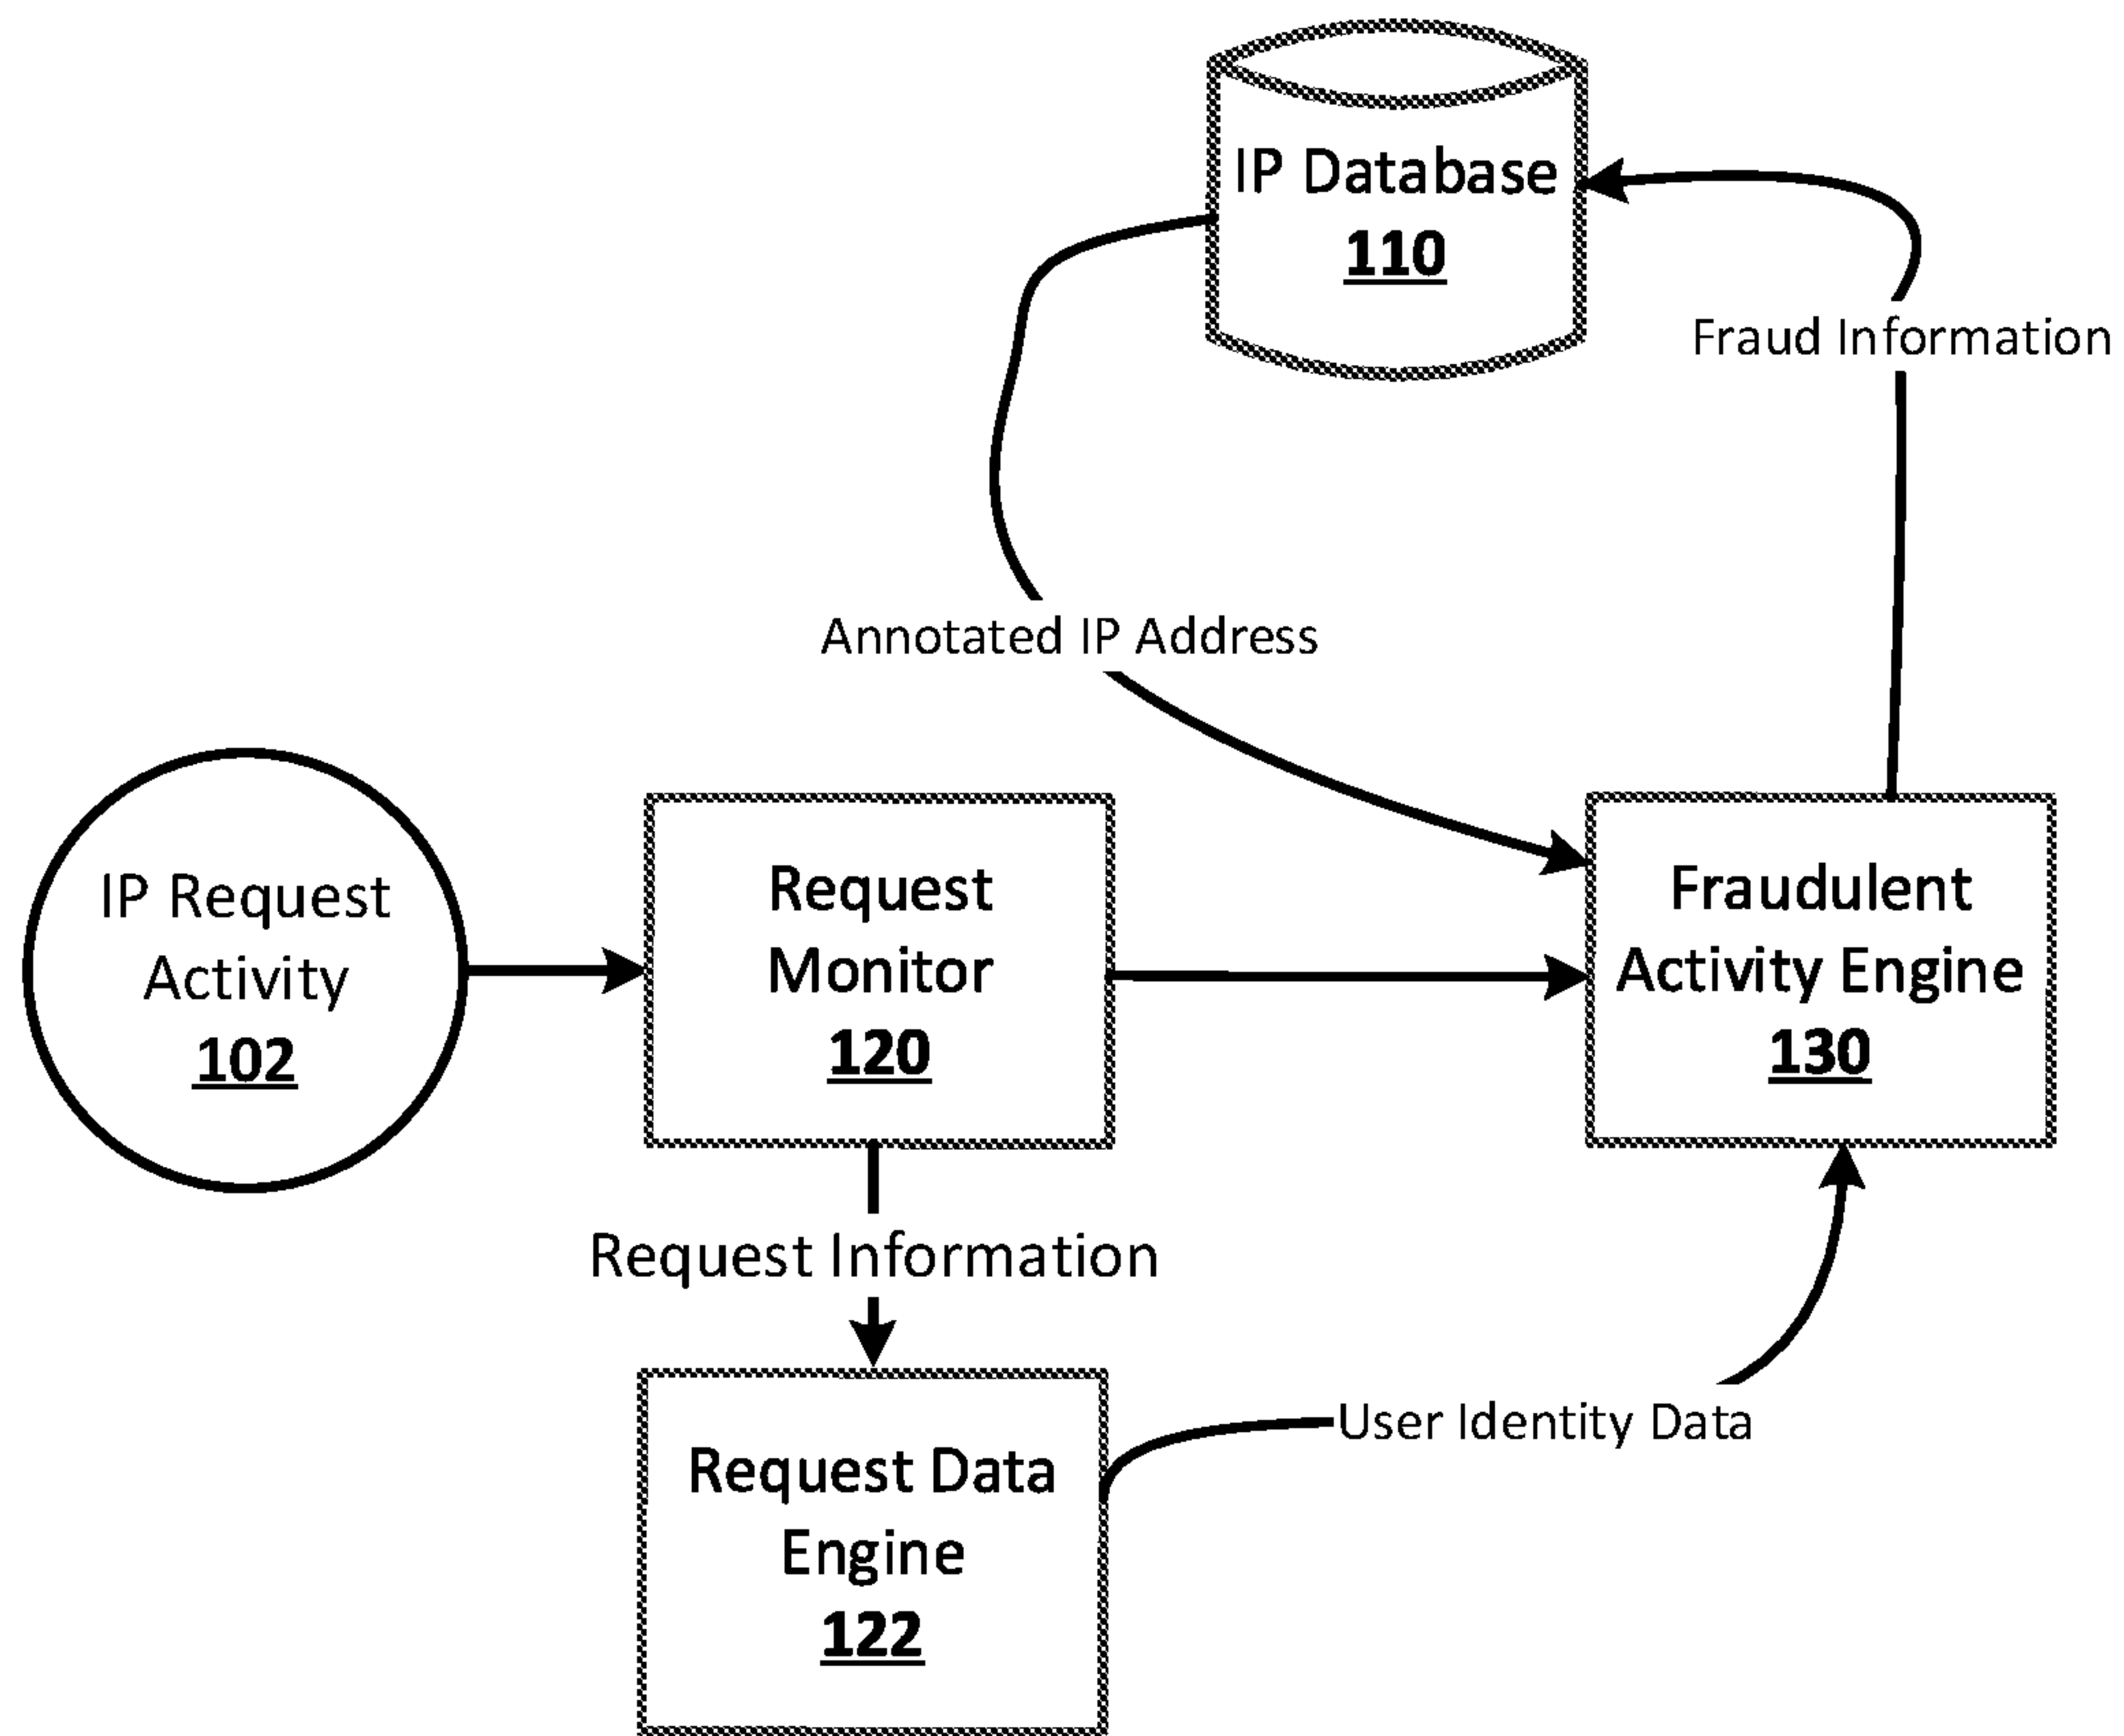 IP Database
110
Fraud Information
Annotated IP Address
IP Request
Activity
102
Request
Monitor
120
Fraudulent
Activity Engine
130
Request Information
User Identity Data
Request Data
Engine
122